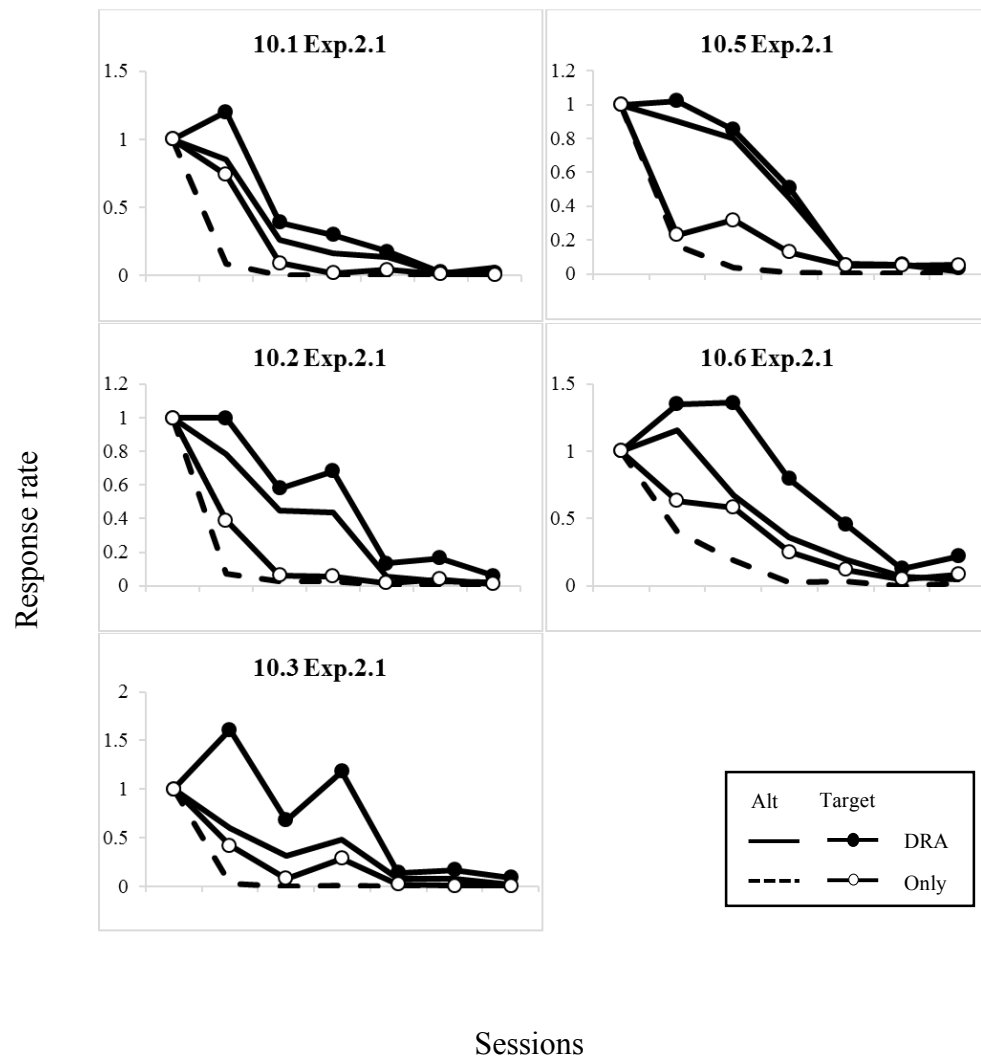 10.1 Exp.2.1
1.5
1
0.5
0
10.5 Exp.2.1
1.2
1
0.8
0.6
0.4
0.2
0
10.2 Exp.2.1
1.2
1
0.8
0.6
0.4
0.2
0
10.6 Exp.2.1
1.5
1
0.5
0
10.3 Exp.2.1
2
1.5
1
0.5
0
Alt Target
DRA
Only
Response rate
Sessions